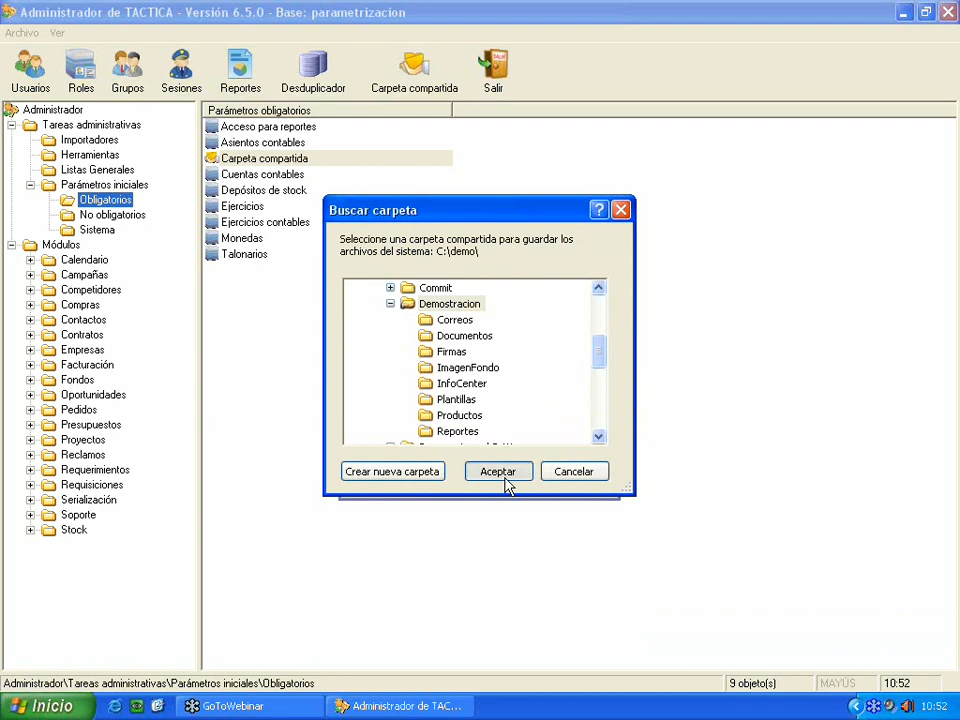 Administrador de TACTICA - Versión 6.5.0 - Base: parametrizacion
Archivo Ver
Usuarios Roles Grupos Sesiones Reportes Desduplicador Carpeta compartida Salir
Administrador
Tareas administrativas
Importadores
Herramientas
Listas Generales
Parámetros iniciales
Obligatorios
No obligatorios
Sistema
Módulos
Calendario
Campañas
Competidores
Compras
Contactos
Contratos
Empresas
Facturación
Fondos
Oportunidades
Pedidos
Presupuestos
Proyectos
Reclamos
Requerimientos
Requisiciones
Serialización
Soporte
Stock
Parámetros obligatorios
Acceso para reportes
Asientos contables
Carpeta compartida
Cuentas contables
Depósitos de stock
Ejercicios
Ejercicios contables
Monedas
Talonarios
Buscar carpeta
Seleccione una carpeta compartida para guardar los
archivos del sistema: C:\demo\
Commit
Demostracion
Correos
Documentos
Firmas
ImagenFondo
InfoCenter
Plantillas
Productos
Reportes
Crear nueva carpeta Aceptar Cancelar
Administrador\Tareas administrativas\Parámetros iniciales\Obligatorios 9 objeto(s) MAYÚS 10:52
Inicio GoToWebinar Administrador de TAC... 10:52